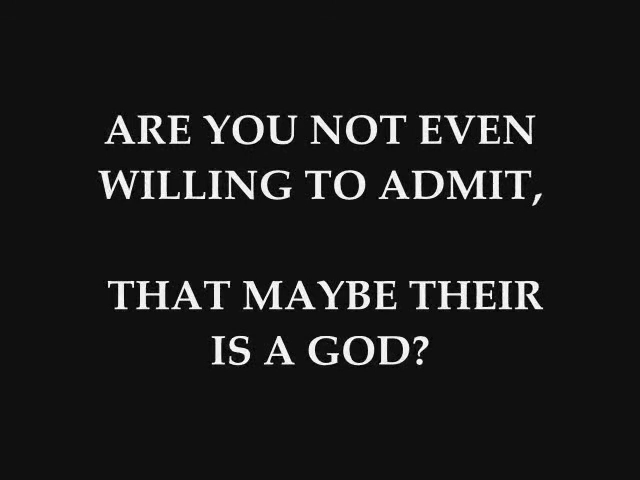 ARE YOU NOT EVEN
WILLING TO ADMIT,
THAT MAYBE THEIR
IS A GOD?